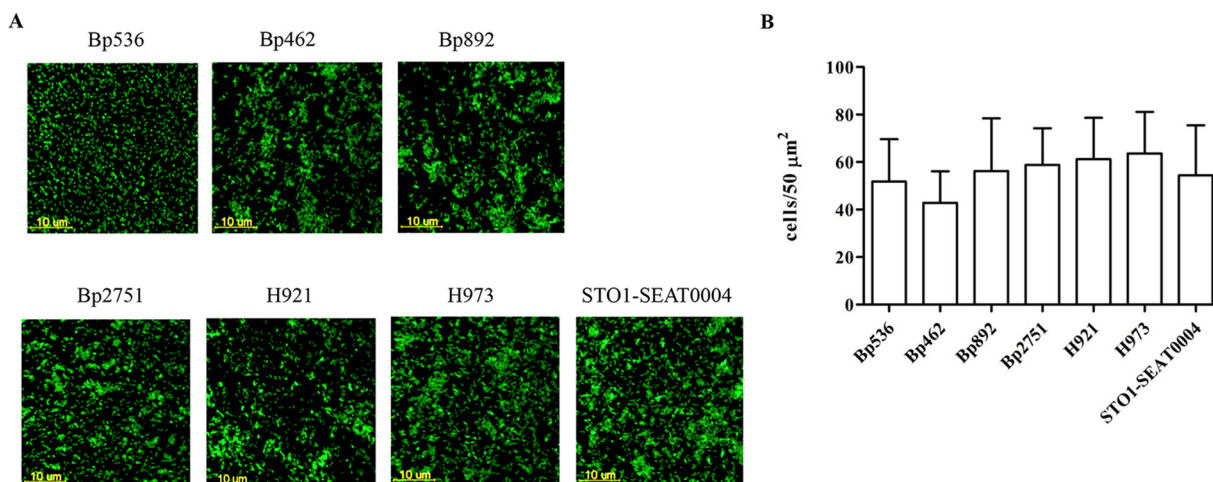 A
Bp536
Bp462
Bp892
10 um
10 um
10 um
Bp2751
H921
H973
STO1-SEAT0004
10 um
10 um
10 um
10 um
B
cells/50 µm²
100
80
60
40
20
0
Bp536
Bp462
Bp892
Bp2751
H921
H973
STO1-SEAT0004